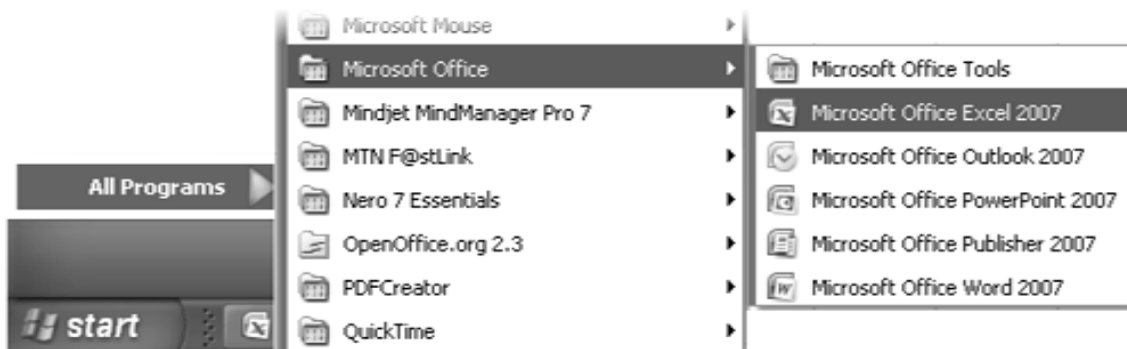 Microsoft Mouse
Microsoft Office
Mindjet MindManager Pro 7
MTN F@stLink
Nero 7 Essentials
OpenOffice.org 2.3
PDFCreator
QuickTime
Microsoft Office Tools
Microsoft Office Excel 2007
Microsoft Office Outlook 2007
Microsoft Office PowerPoint 2007
Microsoft Office Publisher 2007
Microsoft Office Word 2007
All Programs
start